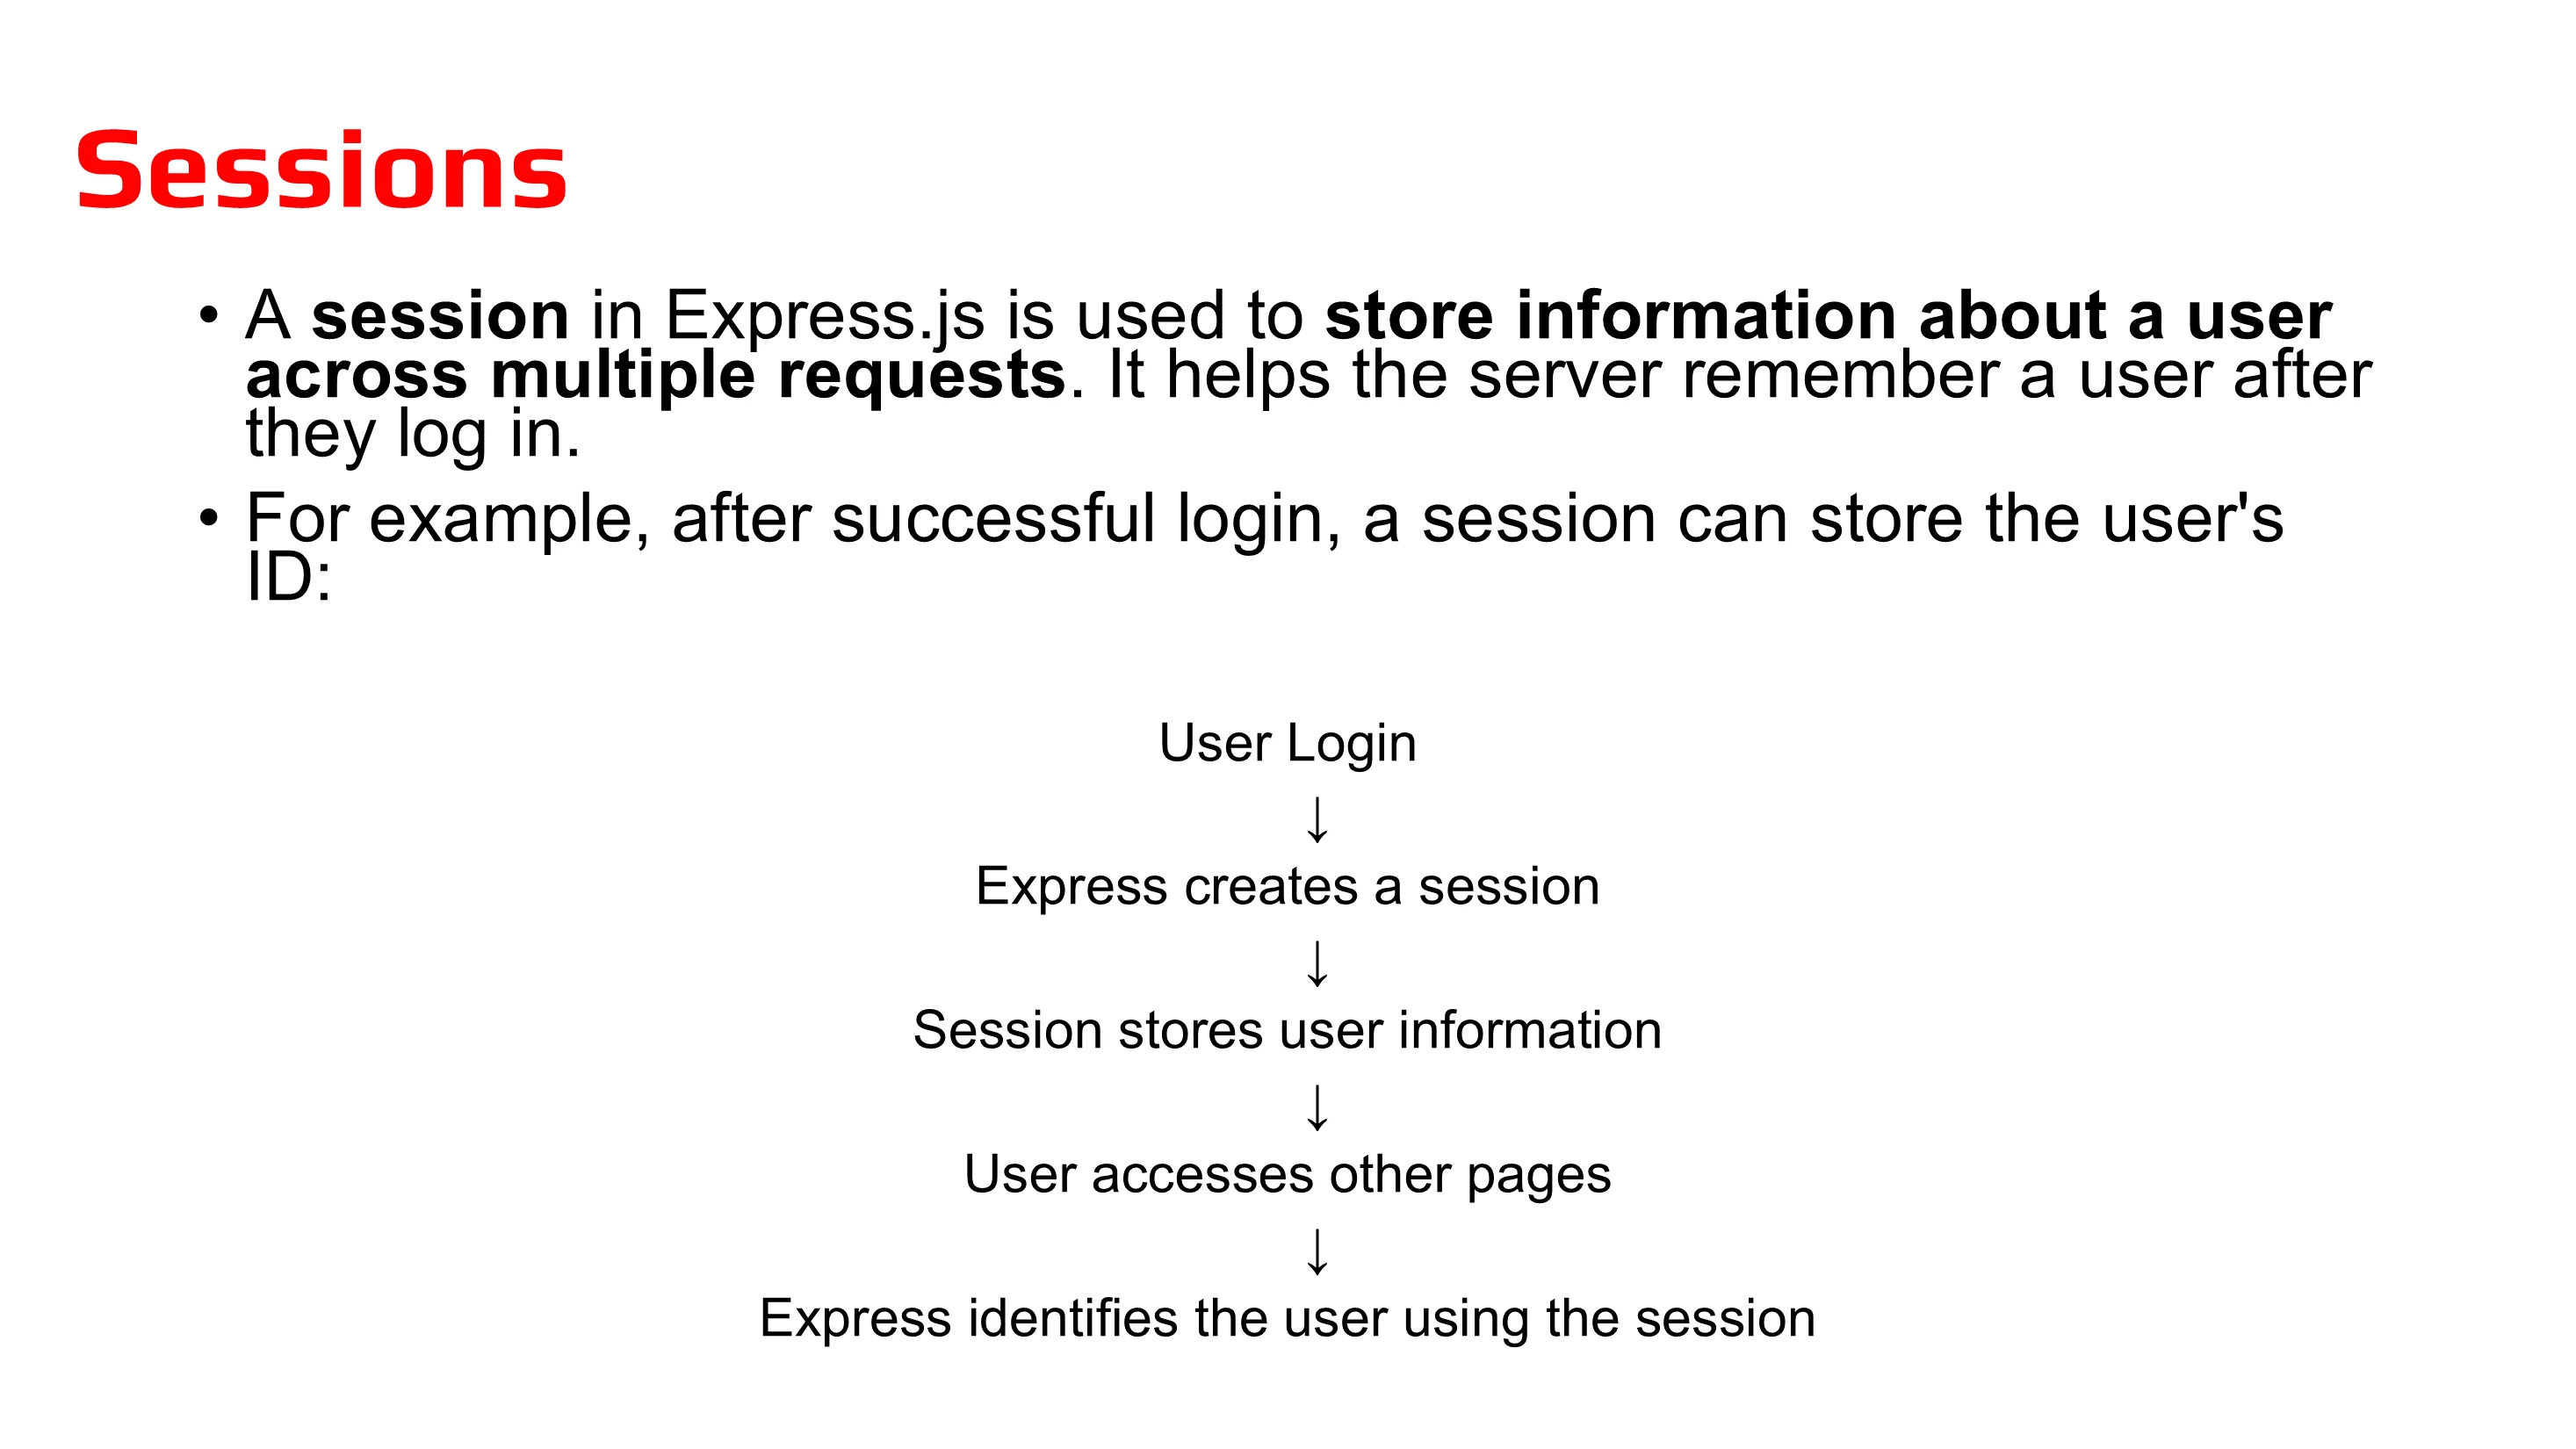 Sessions
• A session in Express.js is used to store information about a user
across multiple requests. It helps the server remember a user after
they log in.
• For example, after successful login, a session can store the user's
ID:
User Login
↓
Express creates a session
↓
Session stores user information
↓
User accesses other pages
↓
Express identifies the user using the session